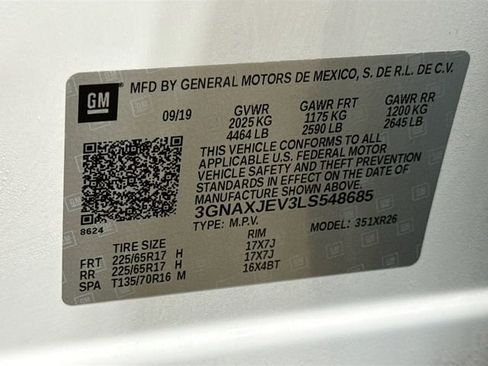 GM
MFD BY GENERAL MOTORS DE MEXICO, S. DE R.L. DE C.V.
09/19 GVWR GAWR FRT GAWR RR
2025 KG 1175 KG 1200 KG
4464 LB 2590 LB 2645 LB
THIS VEHICLE CONFORMS TO ALL
APPLICABLE U.S. FEDERAL MOTOR
VEHICLE SAFETY AND THEFT
PREVENTION STANDARDS IN EFFECT
ON THE DATE OF MANUFACTURE
SHOWN ABOVE.
3GNAXJEV3LS548685
8624
TYPE: M.P.V. MODEL: 351XR26
TIRE SIZE RIM
FRT 225/65R17 H 17X7J
RR 225/65R17 H 17X7J
SPA T135/70R16 M 16X4BT